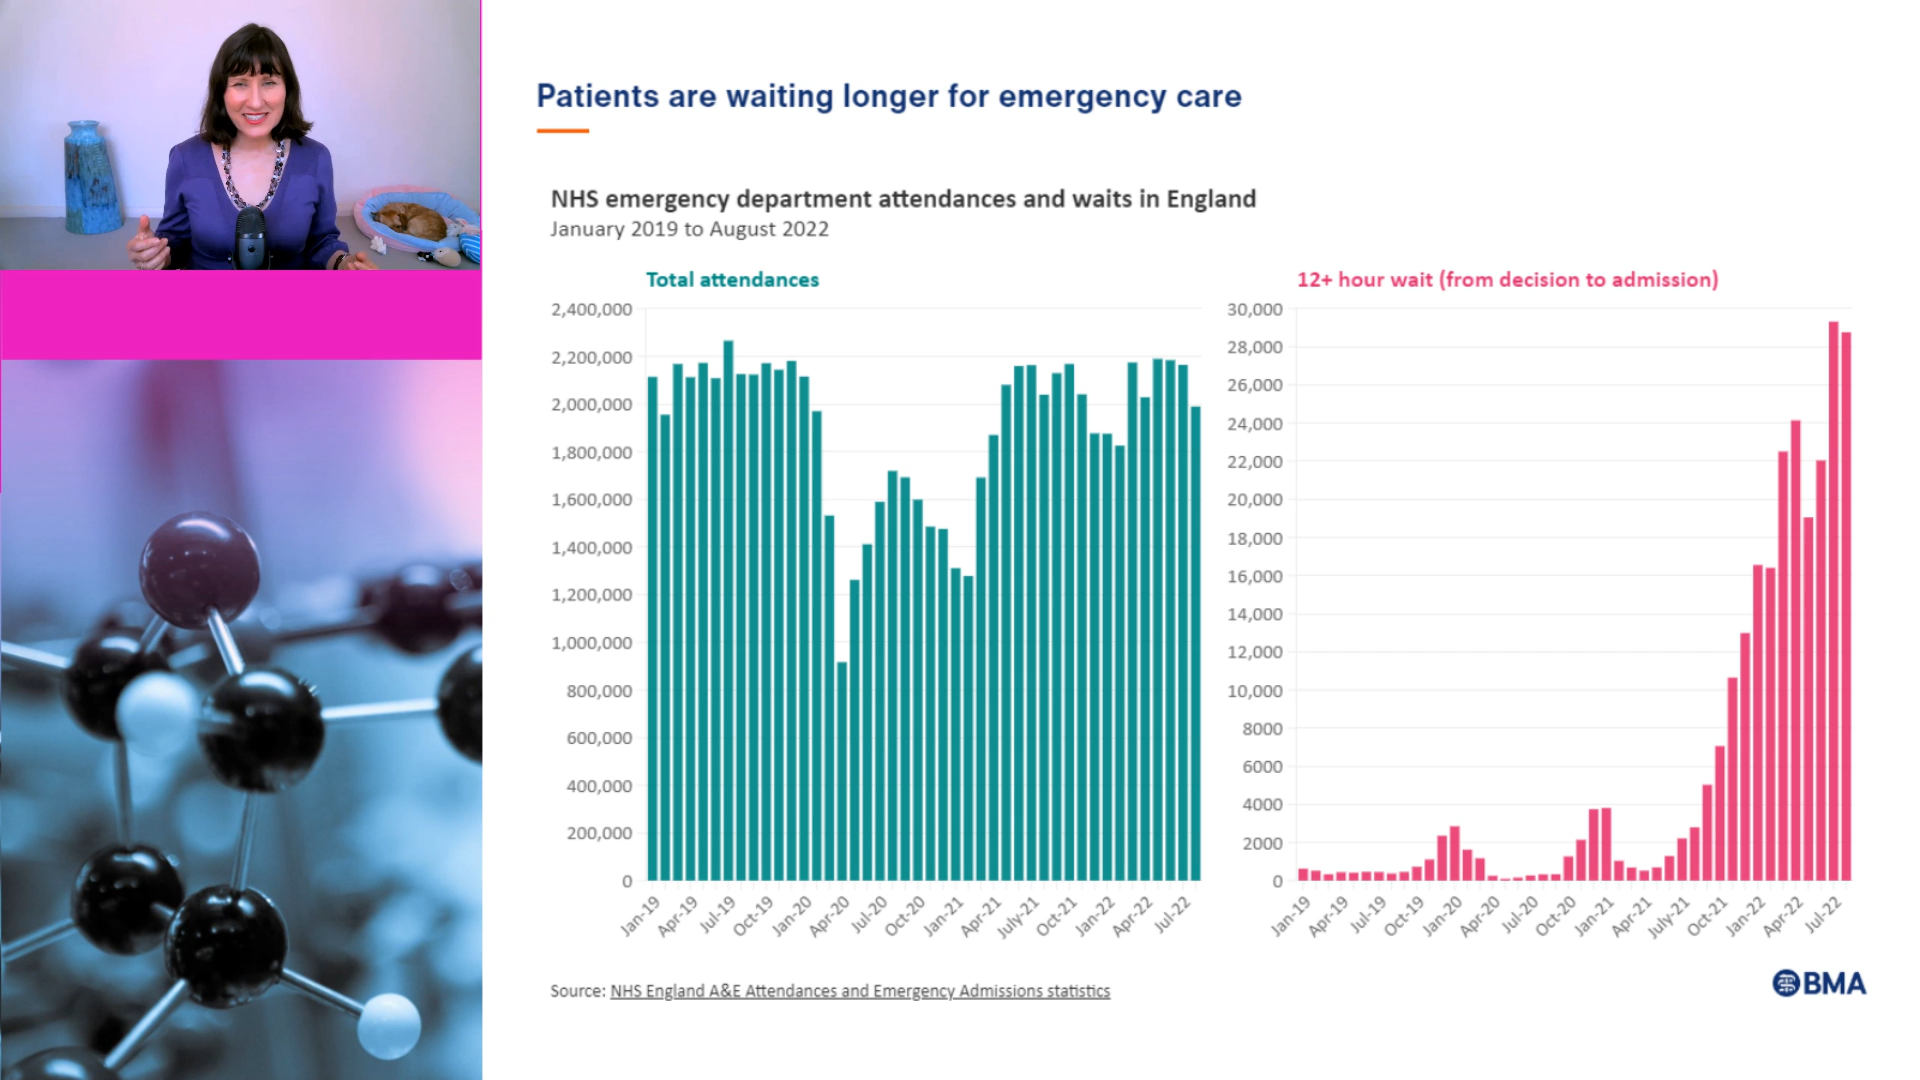 Patients are waiting longer for emergency care
NHS emergency department attendances and waits in England
January 2019 to August 2022
Total attendances
2,400,000
2,200,000
2,000,000
1,800,000
1,600,000
1,400,000
1,200,000
1,000,000
800,000
600,000
400,000
200,000
0
Jan-19
Apr-19
Jul-19
Oct-19
Jan-20
Apr-20
Jul-20
Oct-20
Jan-21
Apr-21
July-21
Oct-21
Jan-22
Apr-22
Jul-22
12+ hour wait (from decision to admission)
30,000
28,000
26,000
24,000
22,000
20,000
18,000
16,000
14,000
12,000
10,000
8000
6000
4000
2000
0
Jan-19
Apr-19
Jul-19
Oct-19
Jan-20
Apr-20
Jul-20
Oct-20
Jan-21
Apr-21
July-21
Oct-21
Jan-22
Apr-22
Jul-22
Source: NHS England A&E Attendances and Emergency Admissions statistics
BMA